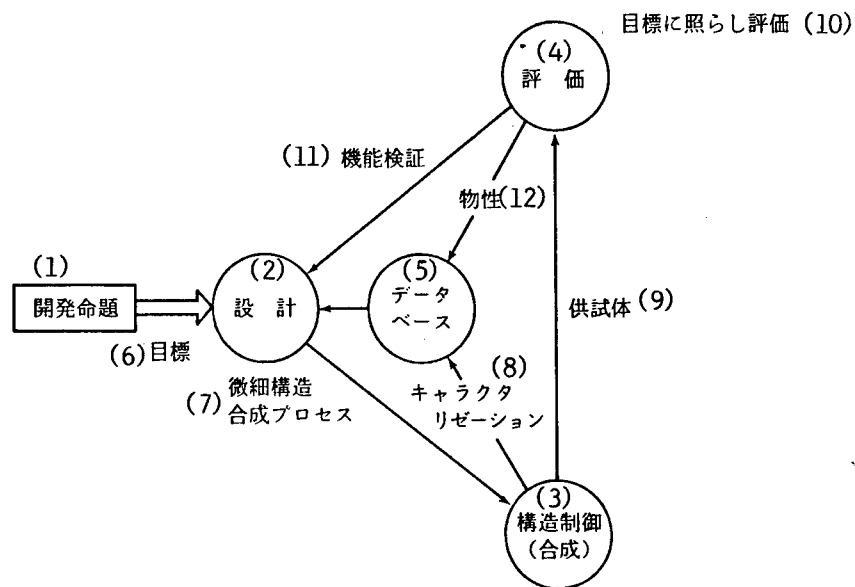 目標に照らし評価 (10)
(4)
評 価
(11) 機能検証
物性(12)
(1)
開発命題
(2)
設 計
(5)
データ
ベース
供試体 (9)
(6) 目標
(8)
キャラクタ
リゼーション
(7) 微細構造
合成プロセス
(3)
構造制御
(合成)